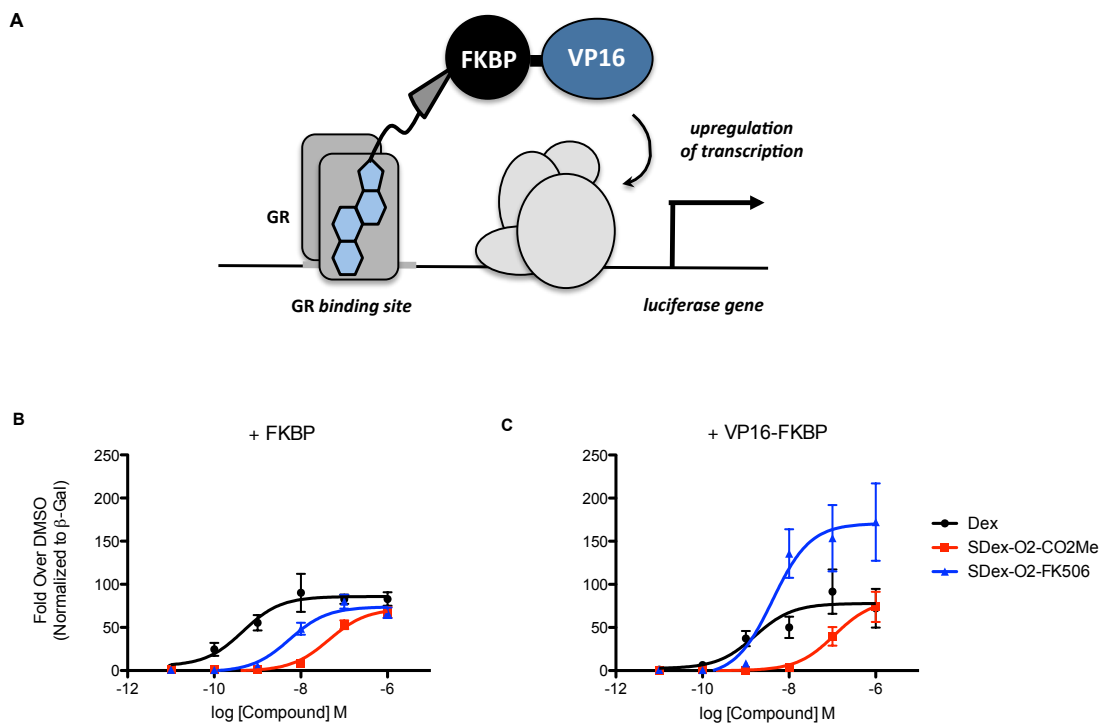 A
FKBP
VP16
upregulation
of transcription
GR
GR binding site
luciferase gene
B
+ FKBP
Fold Over DMSO
(Normalized to β-Gal)
250
200
150
100
50
0
-12
-10
-8
-6
-4
log [Compound] M
C
+ VP16-FKBP
250
200
150
100
50
0
-12
-10
-8
-6
-4
log [Compound] M
Dex
SDex-O2-CO2Me
SDex-O2-FK506